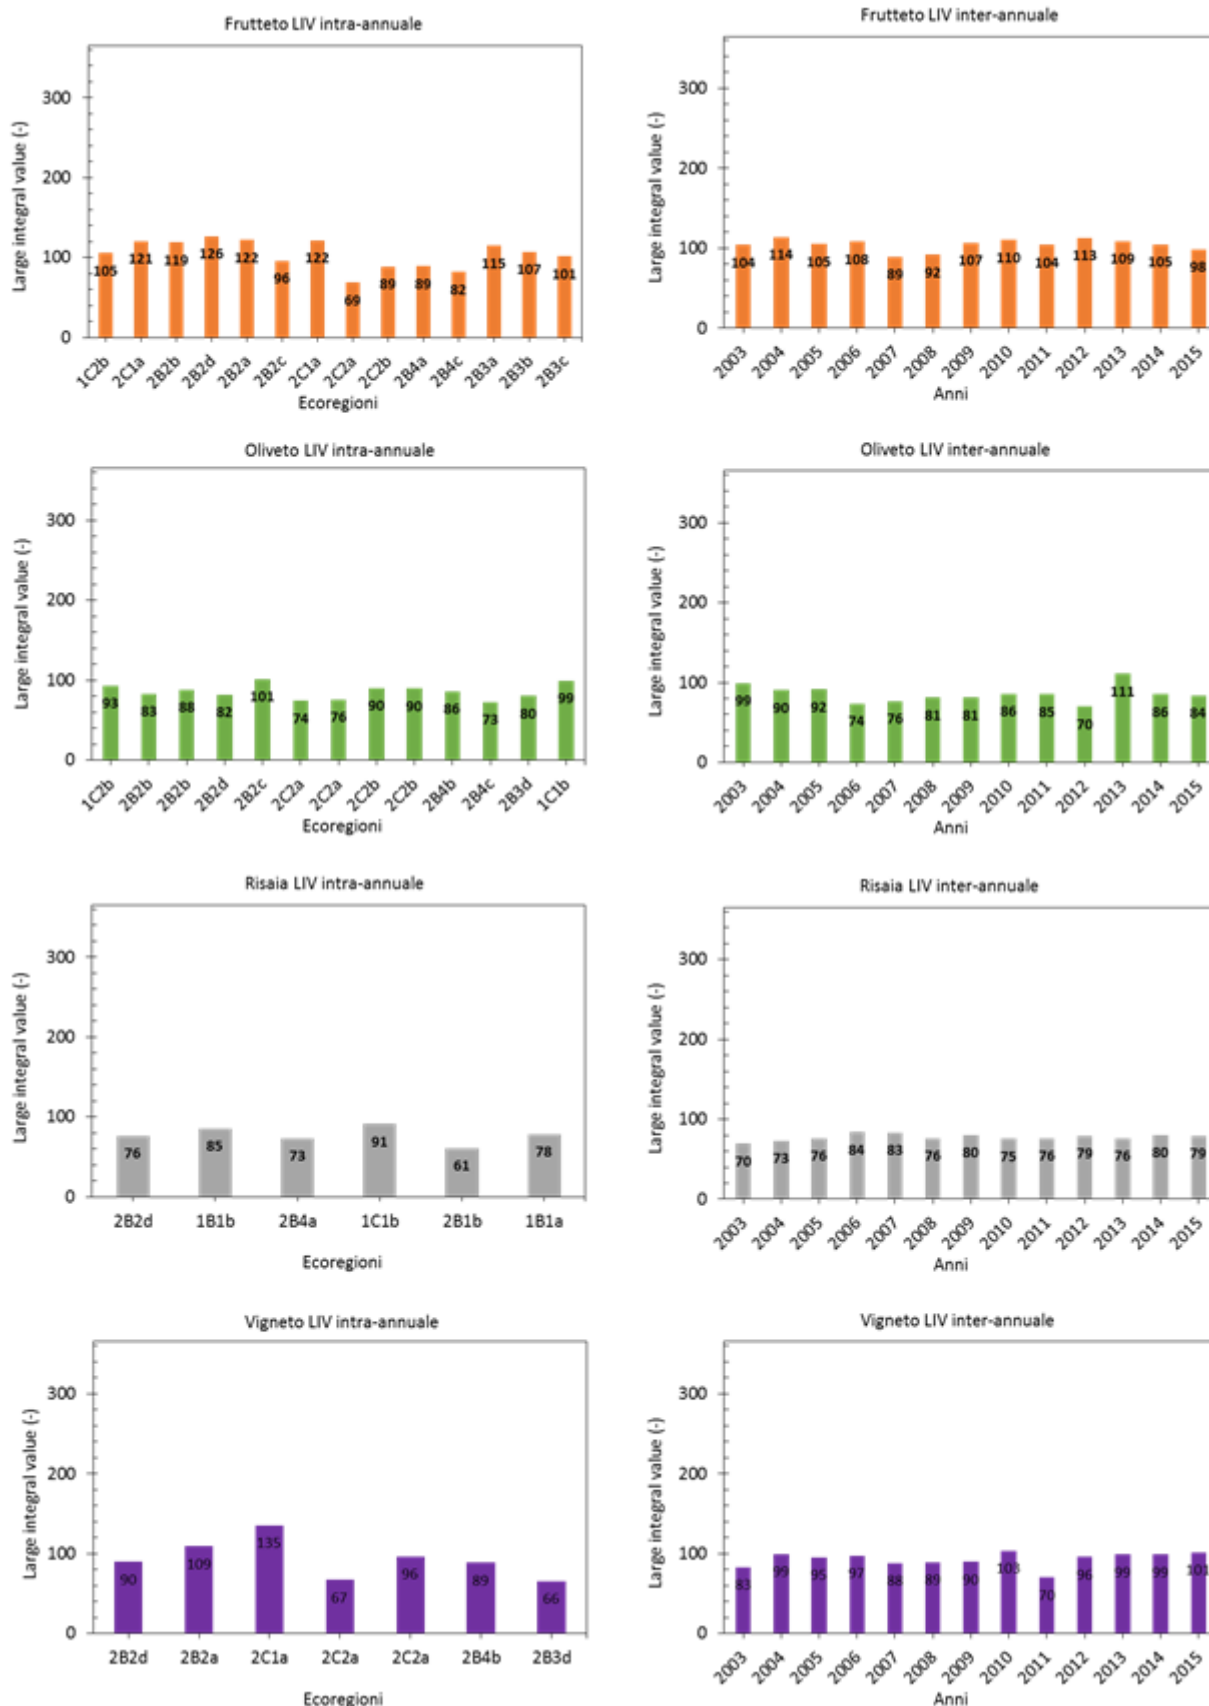 Frutteto LIV intra-annuale
Large integral value (-)
300
200
100
0
105 121 119 126 122 96 122 69 89 89 82 115 107 101
1C2b 2C1a 2B2b 2B2d 2B2a 2B2c 2C1a 2C2a 2C2b 2B4a 2B4c 2B3a 2B3b 2B3c
Ecoregioni
Frutteto LIV inter-annuale
Large integral value (-)
300
200
100
0
104 114 105 108 89 92 107 110 104 113 109 105 98
2003 2004 2005 2006 2007 2008 2009 2010 2011 2012 2013 2014 2015
Anni
Oliveto LIV intra-annuale
Large integral value (-)
300
200
100
0
93 83 88 82 101 74 76 90 90 86 73 80 99
1C2b 2B2b 2B2b 2B2d 2B2c 2C2a 2C2a 2C2b 2C2b 2B4b 2B4c 2B3d 1C1b
Ecoregioni
Oliveto LIV inter-annuale
Large integral value (-)
300
200
100
0
99 90 92 74 76 81 81 86 85 70 111 86 84
2003 2004 2005 2006 2007 2008 2009 2010 2011 2012 2013 2014 2015
Anni
Risaia LIV intra-annuale
Large integral value (-)
300
200
100
0
76 85 73 91 61 78
2B2d 1B1b 2B4a 1C1b 2B1b 1B1a
Ecoregioni
Risaia LIV inter-annuale
Large integral value (-)
300
200
100
0
70 73 76 84 83 76 80 75 76 79 76 80 79
2003 2004 2005 2006 2007 2008 2009 2010 2011 2012 2013 2014 2015
Anni
Vigneto LIV intra-annuale
Large integral value (-)
300
200
100
0
90 109 135 67 96 89 66
2B2d 2B2a 2C1a 2C2a 2C2a 2B4b 2B3d
Ecoregioni
Vigneto LIV inter-annuale
Large integral value (-)
300
200
100
0
83 99 95 97 88 89 90 103 70 96 99 99 101
2003 2004 2005 2006 2007 2008 2009 2010 2011 2012 2013 2014 2015
Anni